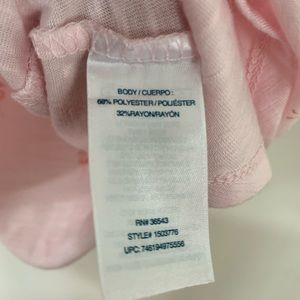 BODY / CUERPO :
68% POLYESTER / POLIÉSTER
32%RAYON/RAYÓN
RN# 36543
STYLE# 1503776
UPC: 746194975556